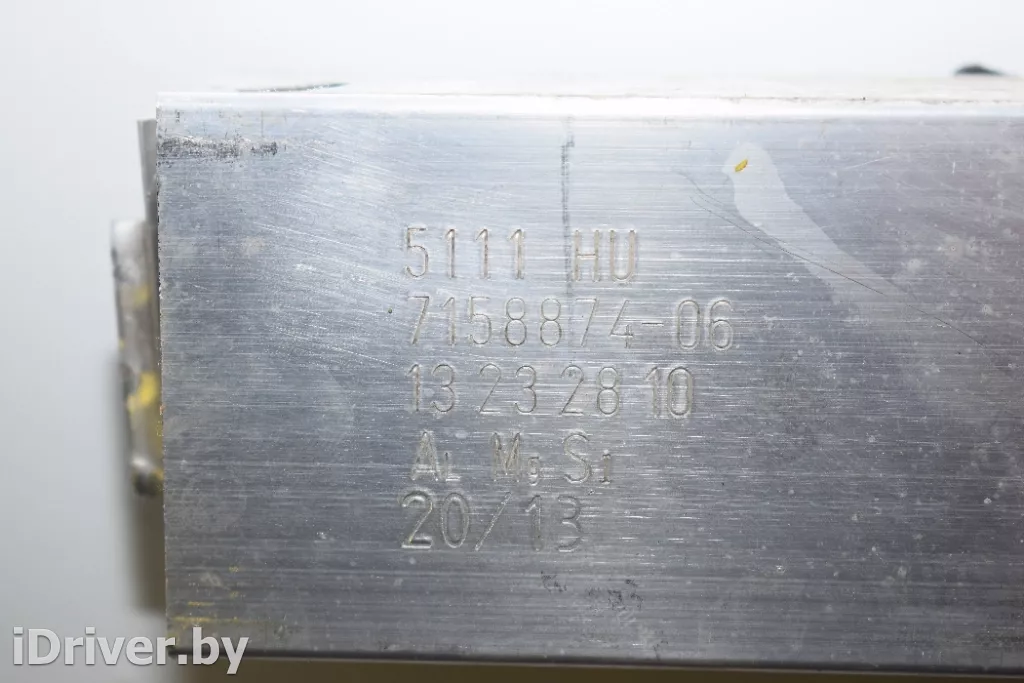 5111 HU
7158874-06
13 23 28 10
AL Mg Si
20/13
iDriver.by